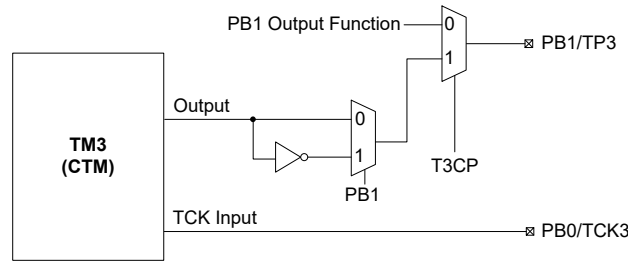 PB1 Output Function
0
1
PB1/TP3
Output
0
1
TM3
(CTM)
T3CP
PB1
TCK Input
PB0/TCK3